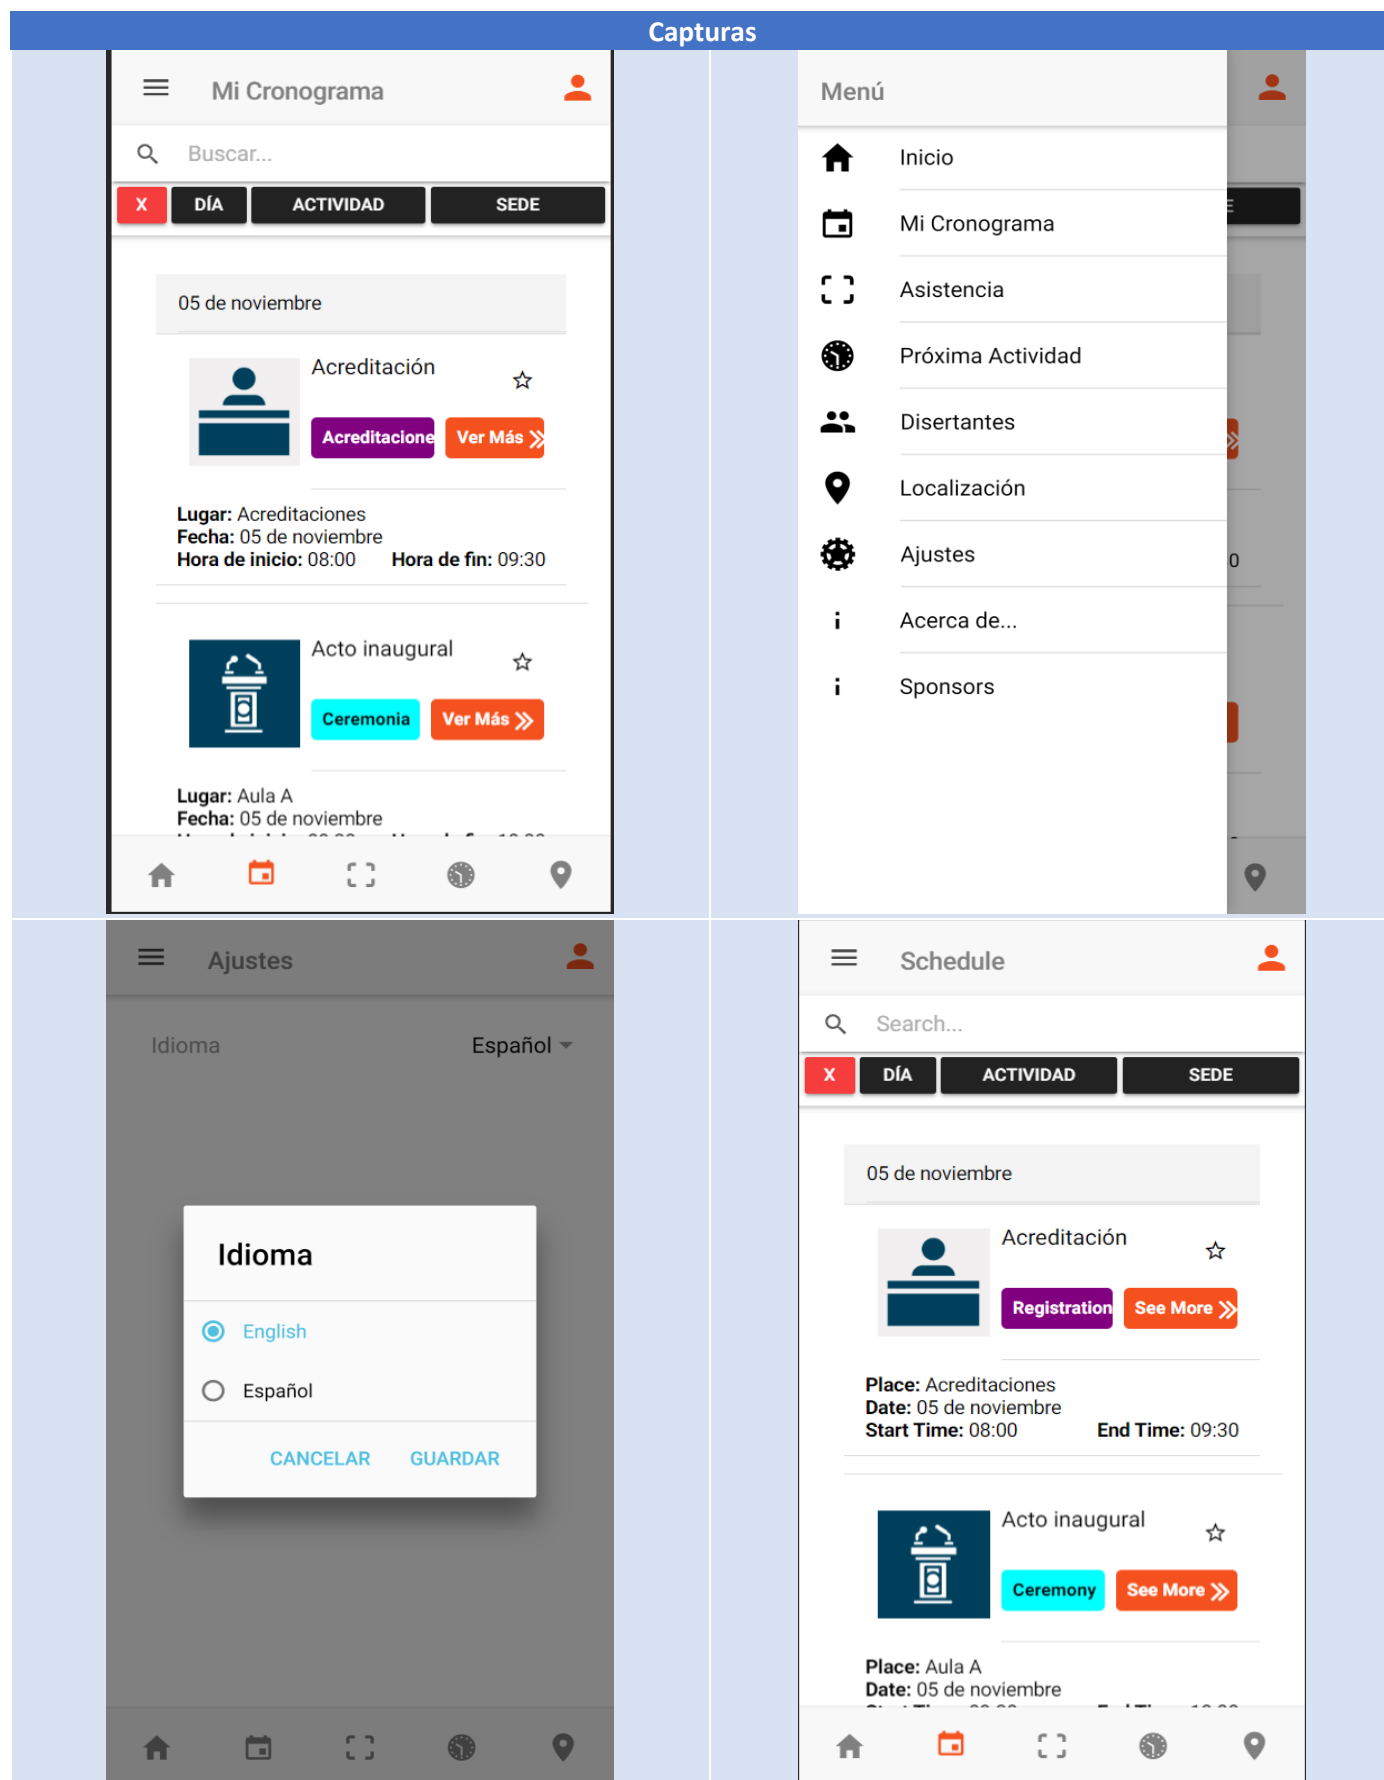 Capturas
Mi Cronograma
Buscar...
X DÍA ACTIVIDAD SEDE
05 de noviembre
Acreditación
Acreditacione Ver Más
Lugar: Acreditaciones
Fecha: 05 de noviembre
Hora de inicio: 08:00 Hora de fin: 09:30
Acto inaugural
Ceremonia Ver Más
Lugar: Aula A
Fecha: 05 de noviembre
Menú
Inicio
Mi Cronograma
Asistencia
Próxima Actividad
Disertantes
Localización
Ajustes
Acerca de...
Sponsors
Ajustes
Idioma Español
Idioma
English
Español
CANCELAR GUARDAR
Schedule
Search...
X DÍA ACTIVIDAD SEDE
05 de noviembre
Acreditación
Registration See More
Place: Acreditaciones
Date: 05 de noviembre
Start Time: 08:00 End Time: 09:30
Acto inaugural
Ceremony See More
Place: Aula A
Date: 05 de noviembre